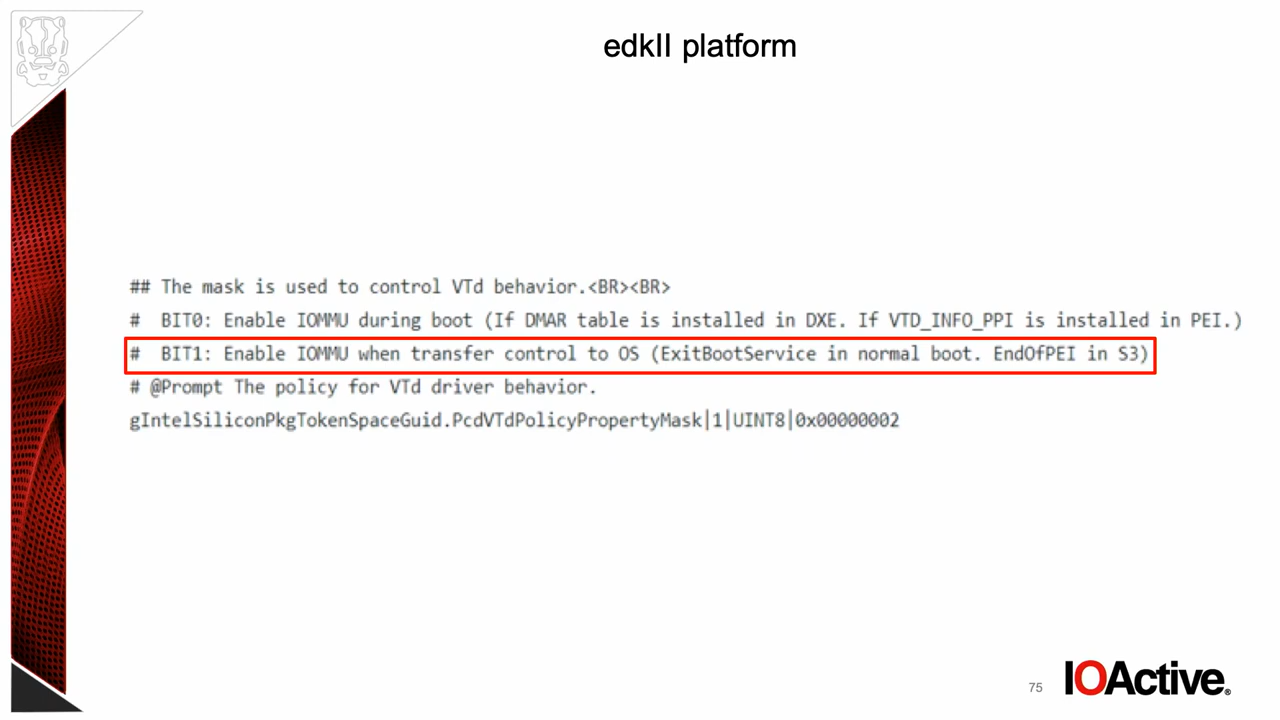 edkII platform
## The mask is used to control VTd behavior.<BR><BR>
# BIT0: Enable IOMMU during boot (If DMAR table is installed in DXE. If VTD_INFO_PPI is installed in PEI.)
# BIT1: Enable IOMMU when transfer control to OS (ExitBootService in normal boot. EndOfPEI in S3)
# @Prompt The policy for VTd driver behavior.
gIntelSiliconPkgTokenSpaceGuid.PcdVTdPolicyPropertyMask|1|UINT8|0x00000002
75
IOActive®